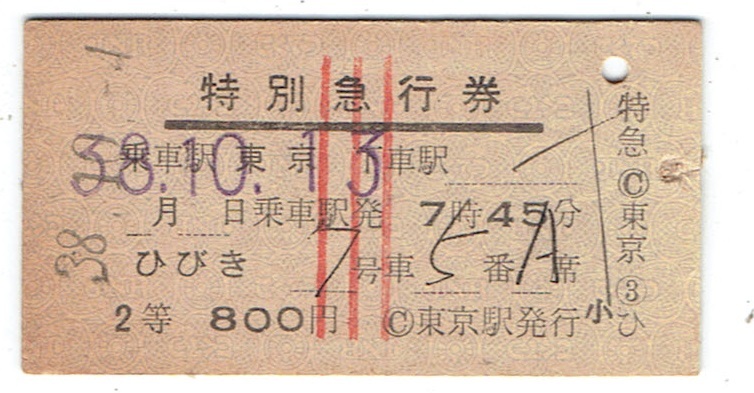 特別急行券
38.10.13
乗車駅 東京 下車駅
月 日乗車駅発 7時45分
ひびき 7号車 5番A席
2等 800円 ©東京駅発行
小
特急©東京③ひ
38